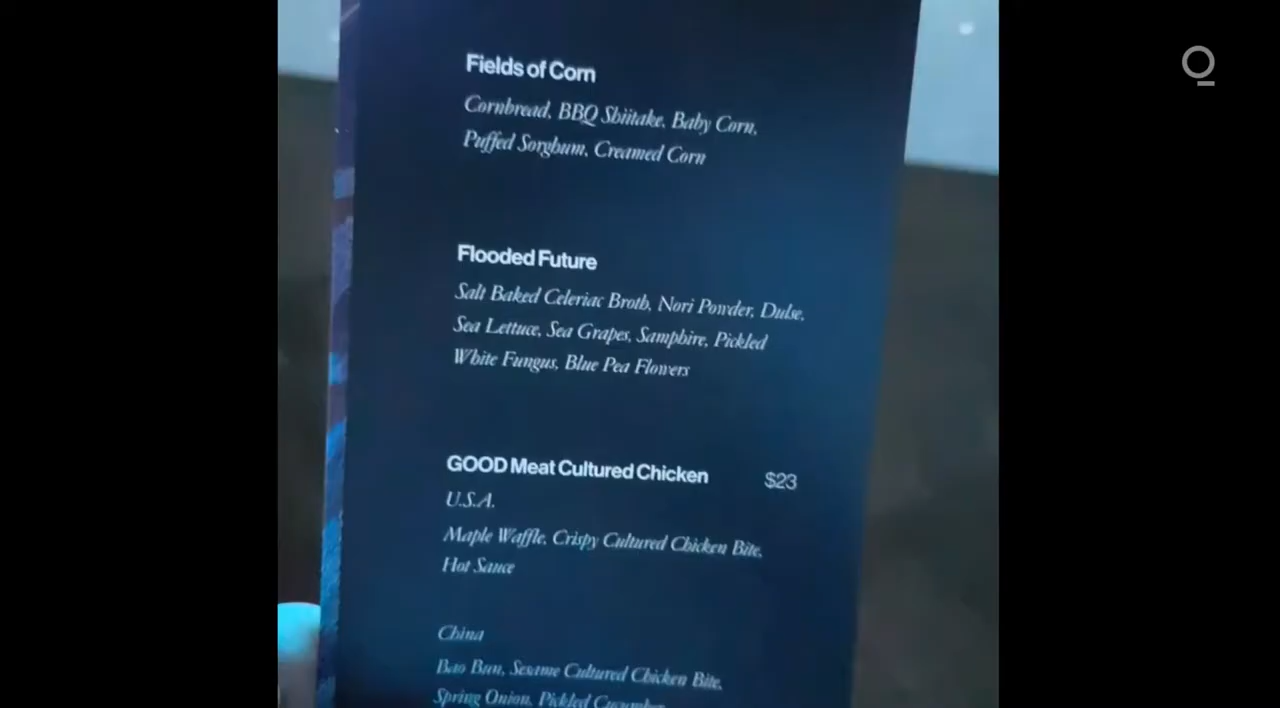 Fields of Corn
Cornbread, BBQ Shiitake, Baby Corn,
Puffed Sorghum, Creamed Corn
Flooded Future
Salt Baked Celeriac Broth, Nori Powder, Dulse,
Sea Lettuce, Sea Grapes, Samphire, Pickled
White Fungus, Blue Pea Flowers
GOOD Meat Cultured Chicken $23
U.S.A.
Maple Waffle, Crispy Cultured Chicken Bite,
Hot Sauce
China
Bao Bun, Sesame Cultured Chicken Bite,
Spring Onion, Pickled Cucumber